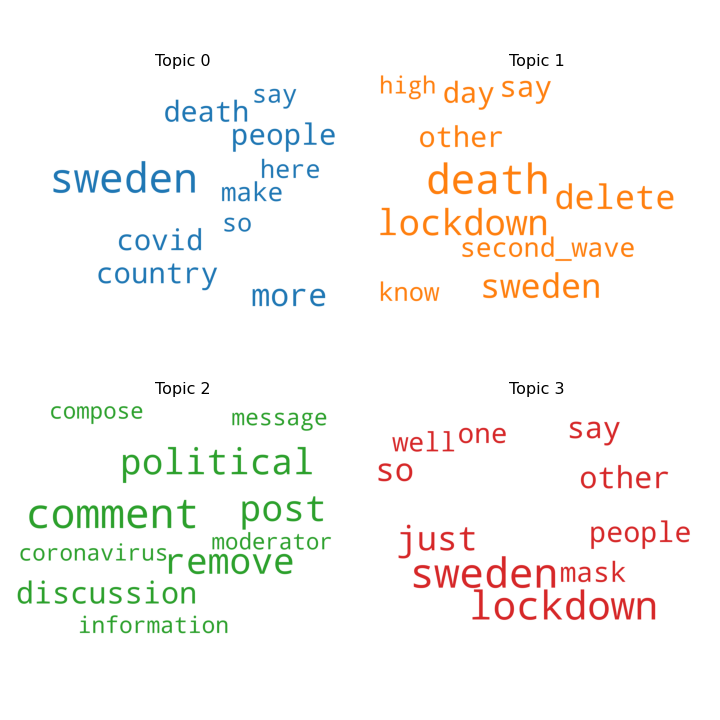 Topic 0
say
death
people
here
sweden
make
so
covid
country
more
Topic 1
high day say
other
death
delete
lockdown
second_wave
sweden
know
Topic 2
compose
message
political
comment
post
moderator
coronavirus
remove
discussion
information
Topic 3
say
well one
so
other
people
just
mask
sweden
lockdown